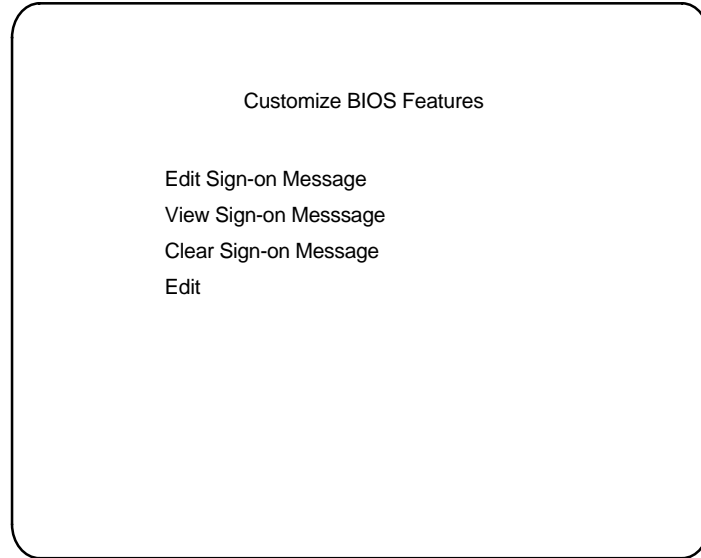 Customize BIOS Features
Edit Sign-on Message
View Sign-on Messsage
Clear Sign-on Message
Edit